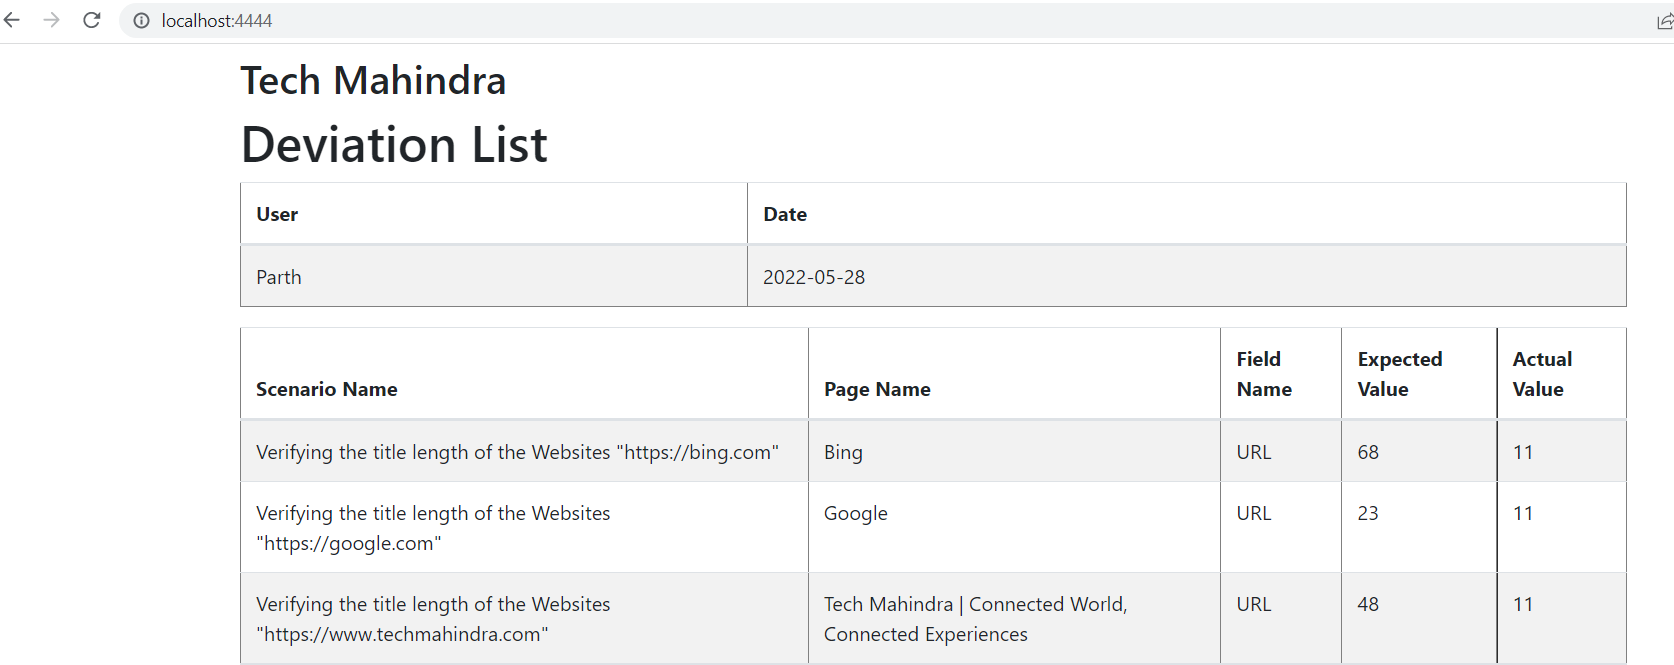 localhost:4444
Tech Mahindra
Deviation List
User Date
Parth 2022-05-28
Scenario Name Page Name Field Name Expected Value Actual Value
Verifying the title length of the Websites "https://bing.com" Bing URL 68 11
Verifying the title length of the Websites "https://google.com" Google URL 23 11
Verifying the title length of the Websites "https://www.techmahindra.com" Tech Mahindra | Connected World, Connected Experiences URL 48 11